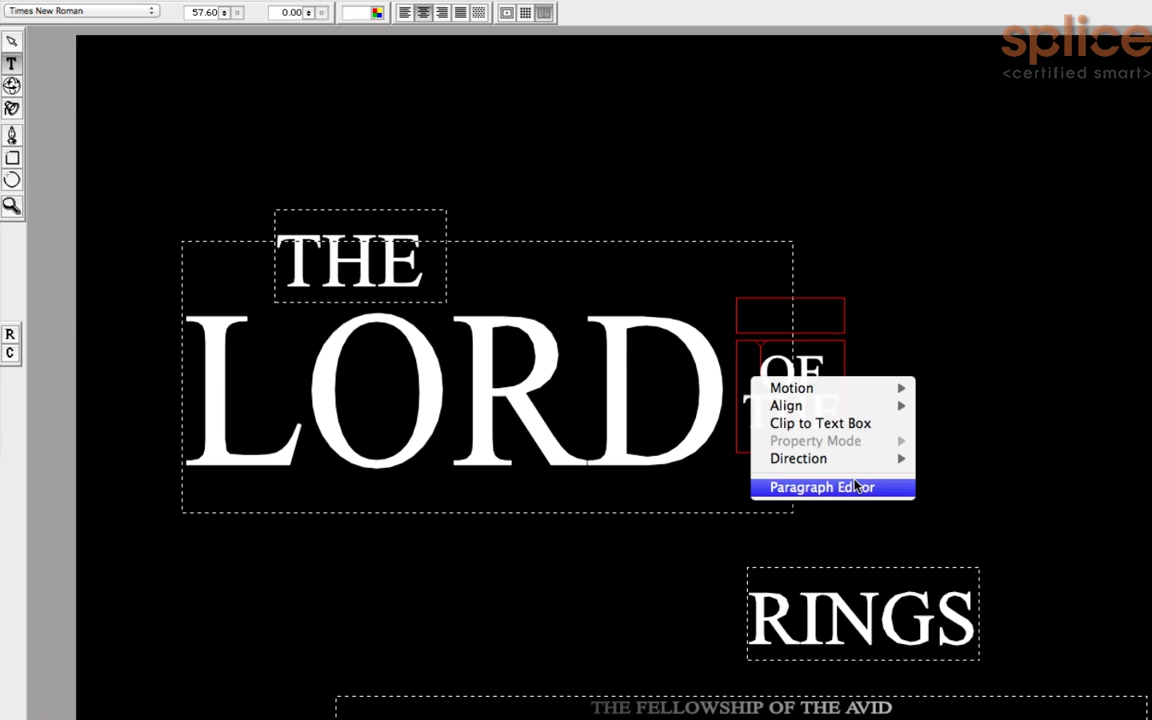 Times New Roman
57.60
0.00
splice
<certified smart>
T
R
C
THE
LORD
OF
Motion
Align
Clip to Text Box
Property Mode
Direction
Paragraph Editor
RINGS
THE FELLOWSHIP OF THE AVID